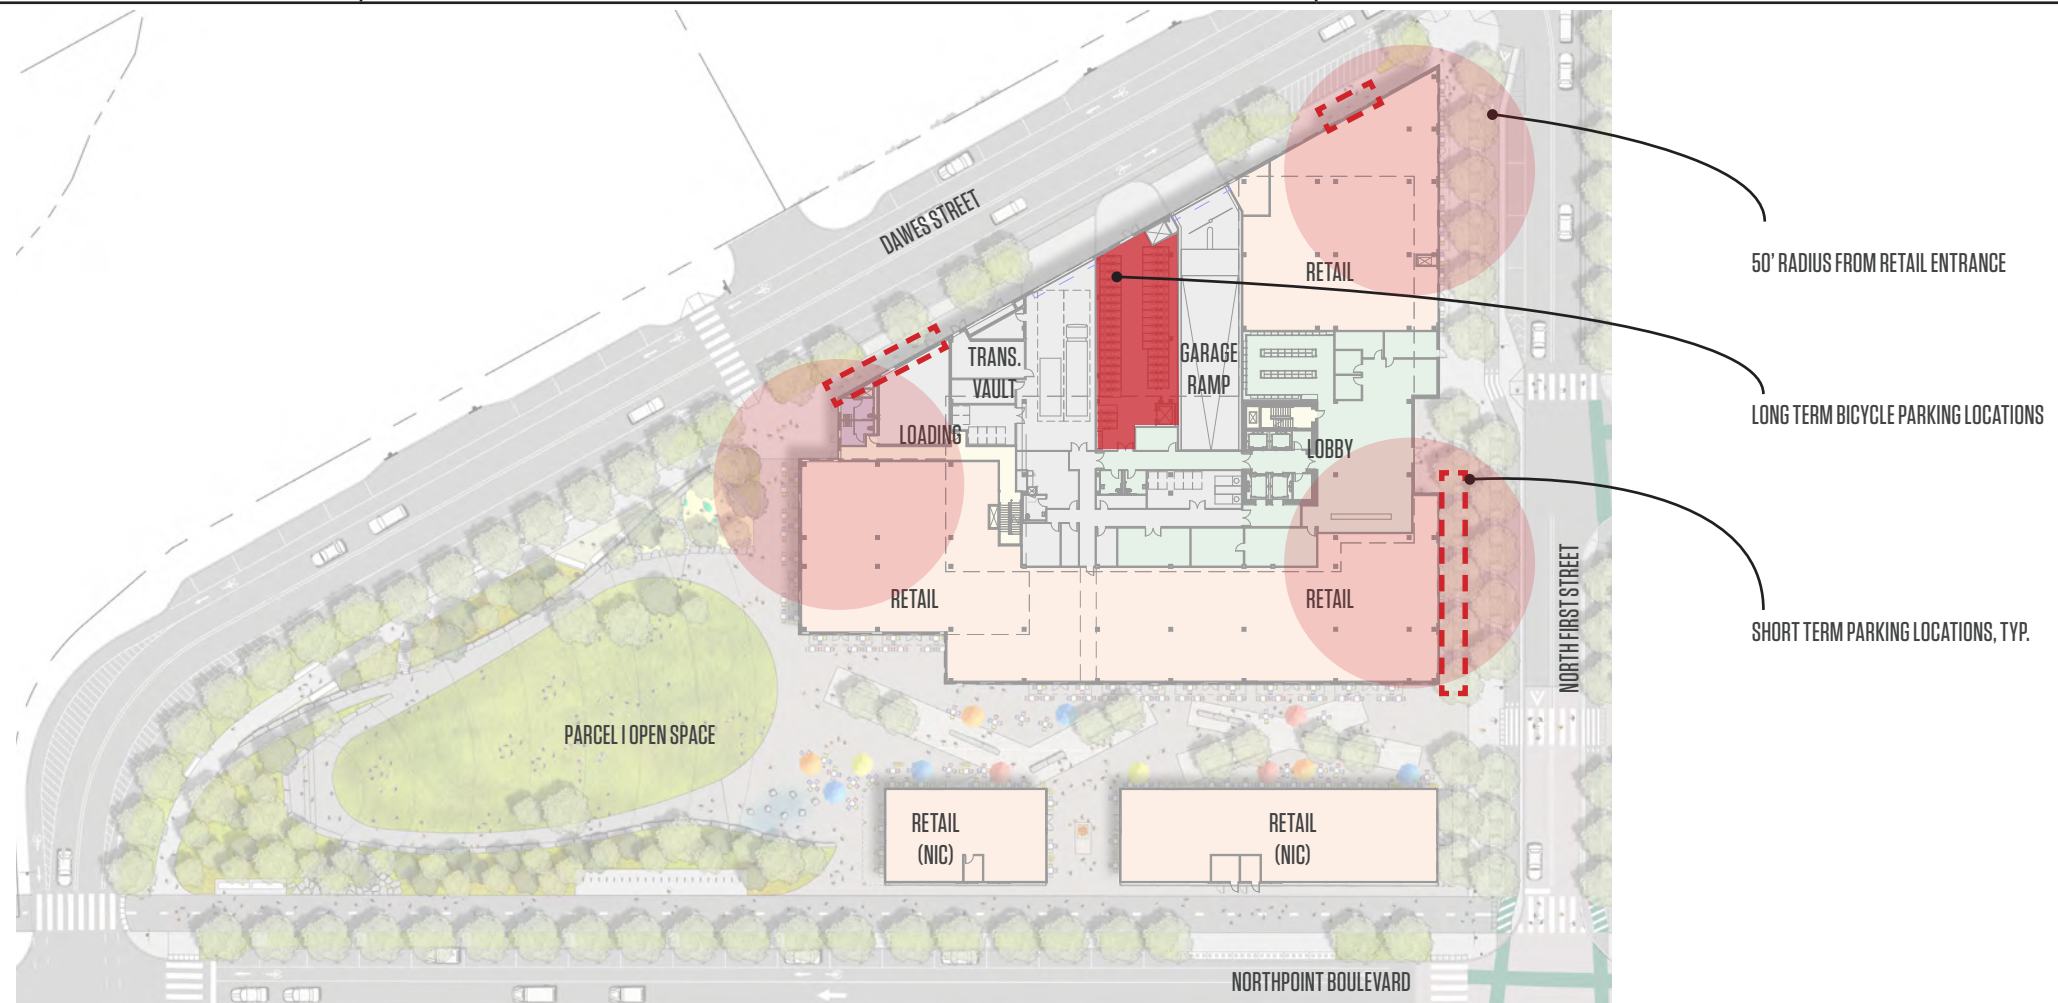 DAWES STREET
50' RADIUS FROM RETAIL ENTRANCE
RETAIL
TRANS.
VAULT
GARAGE
RAMP
LONG TERM BICYCLE PARKING LOCATIONS
LOADING
LOBBY
RETAIL
RETAIL
NORTH FIRST STREET
SHORT TERM PARKING LOCATIONS, TYP.
PARCEL I OPEN SPACE
RETAIL
(NIC)
RETAIL
(NIC)
NORTHPOINT BOULEVARD